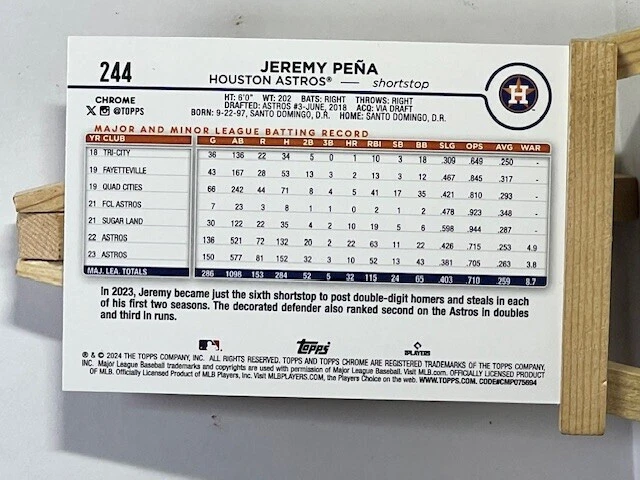 244
JEREMY PEÑA
HOUSTON ASTROS® — shortstop
H
CHROME
X @TOPPS
HT: 6'0" WT: 202 BATS: RIGHT THROWS: RIGHT
DRAFTED: ASTROS #3-JUNE, 2018 ACQ: VIA DRAFT
BORN: 9-22-97, SANTO DOMINGO, D.R. HOME: SANTO DOMINGO, D.R.
MAJOR AND MINOR LEAGUE BATTING RECORD
YR CLUB G AB R H 2B 3B HR RBI SB BB SLG OPS AVG WAR
18 TRI-CITY 36 136 22 34 5 0 1 10 3 18 .309 .649 .250 -
19 FAYETTEVILLE 43 167 28 53 13 3 2 13 3 12 .467 .845 .317 -
19 QUAD CITIES 66 242 44 71 8 4 5 41 17 35 .421 .810 .293 -
21 FCL ASTROS 7 23 3 8 1 1 0 2 1 2 .478 .923 .348 -
21 SUGAR LAND 30 122 22 35 4 2 10 19 5 6 .598 .944 .287 -
22 ASTROS 136 521 72 132 20 2 22 63 11 22 .426 .715 .253 4.9
23 ASTROS 150 577 81 152 32 3 10 52 13 43 .381 .705 .263 3.8
MAJ. LEA. TOTALS 286 1098 153 284 52 5 32 115 24 65 .403 .710 .259 8.7
In 2023, Jeremy became just the sixth shortstop to post double-digit homers and steals in each
of his first two seasons. The decorated defender also ranked second on the Astros in doubles
and third in runs.
Topps
PLAYERS
® & © 2024 THE TOPPS COMPANY, INC. ALL RIGHTS RESERVED. TOPPS AND TOPPS CHROME ARE REGISTERED TRADEMARKS OF THE TOPPS COMPANY,
INC. Major League Baseball trademarks and copyrights are used with permission of Major League Baseball. Visit MLB.com. OFFICIALLY LICENSED PRODUCT
OF MLB. Officially Licensed Product of MLB Players, Inc. Visit MLBPLAYERS.COM, the Players Choice on the web. WWW.TOPPS.COM. CODE#CMP075694